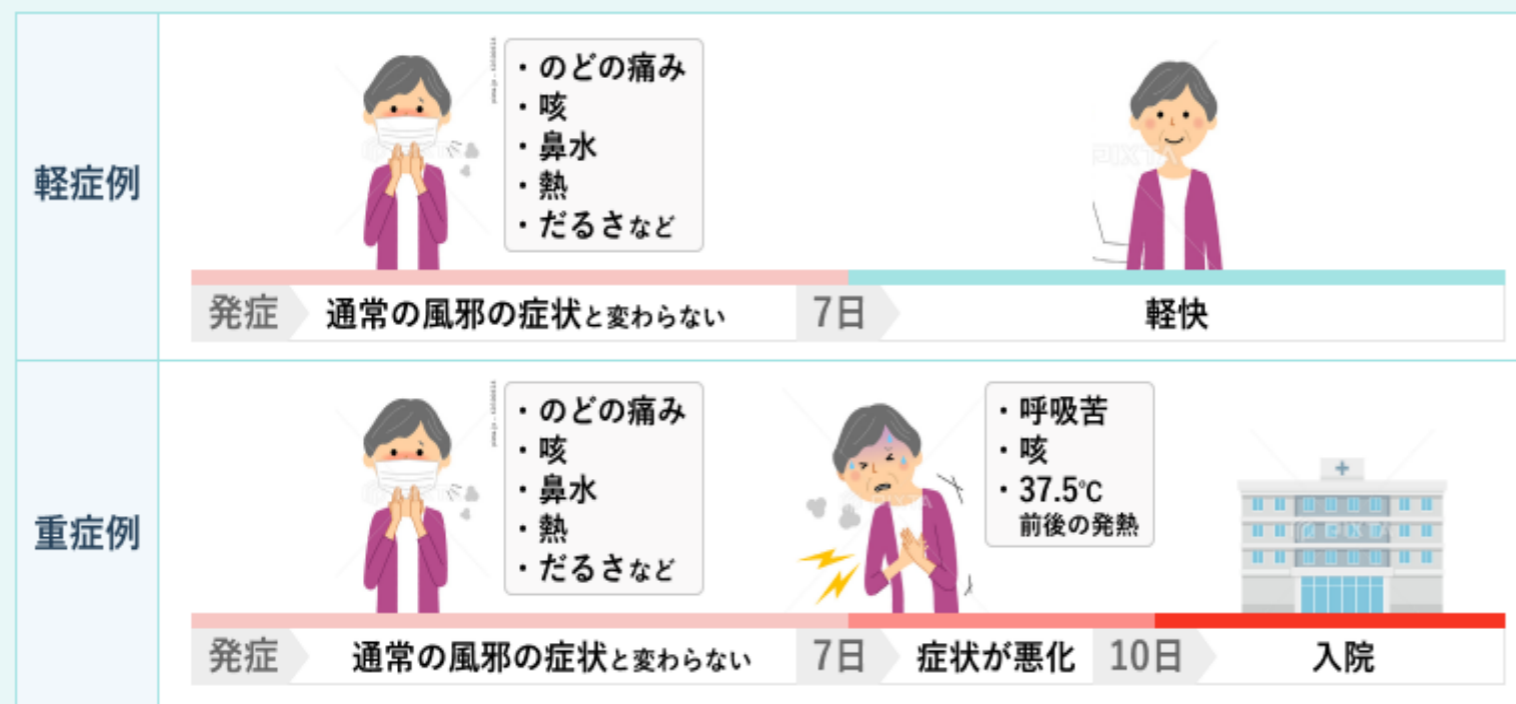 軽症例
・のどの痛み
・咳
・鼻水
・熱
・だるさなど
発症
通常の風邪の症状と変わらない
7日
軽快
重症例
・のどの痛み
・咳
・鼻水
・熱
・だるさなど
・呼吸苦
・咳
・37.5℃
前後の発熱
発症
通常の風邪の症状と変わらない
7日
症状が悪化
10日
入院